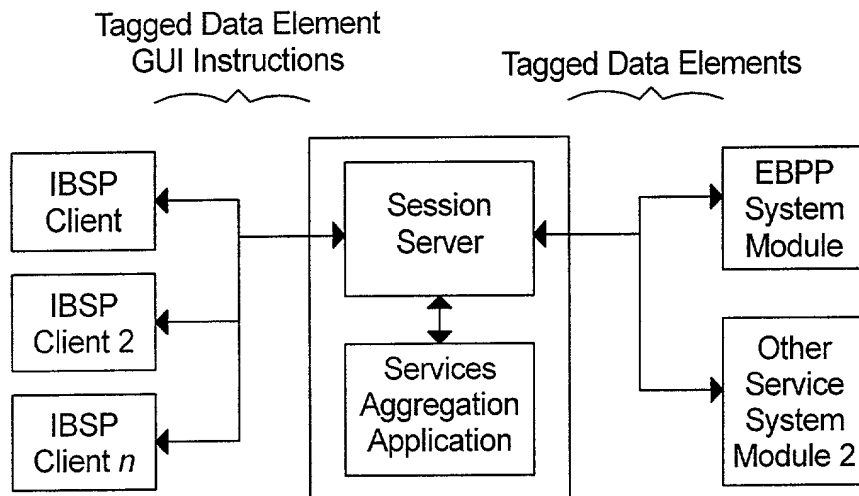 Tagged Data Element
GUI Instructions
Tagged Data Elements
IBSP
Client
IBSP
Client 2
IBSP
Client n
Session
Server
Services
Aggregation
Application
EBPP
System
Module
Other
Service
System
Module 2